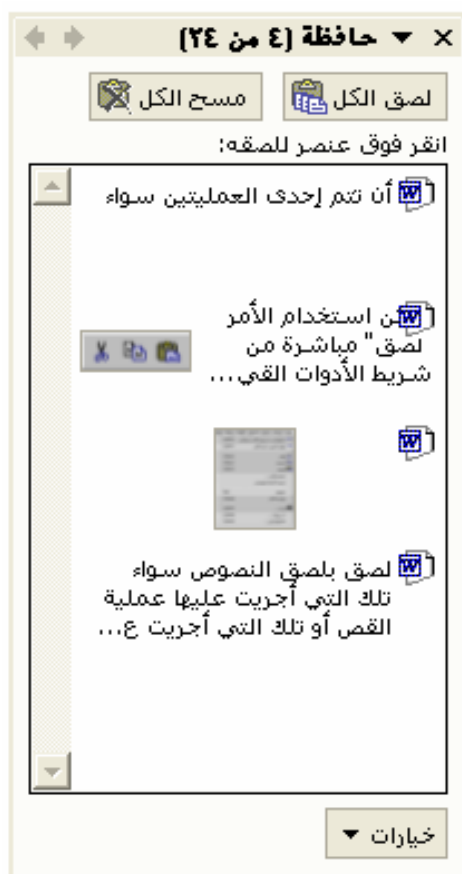 حافظة (٤ من ٢٤)
لصق الكل
مسح الكل
انقر فوق عنصر للصقه:
أن تتم إحدى العمليتين سواء
استخدام الأمر
لصق" مباشرة من
شريط الأدوات القي...
لصق بلصق النصوص سواء
تلك التي أجريت عليها عملية
القص أو تلك التي أجريت ع...
خيارات